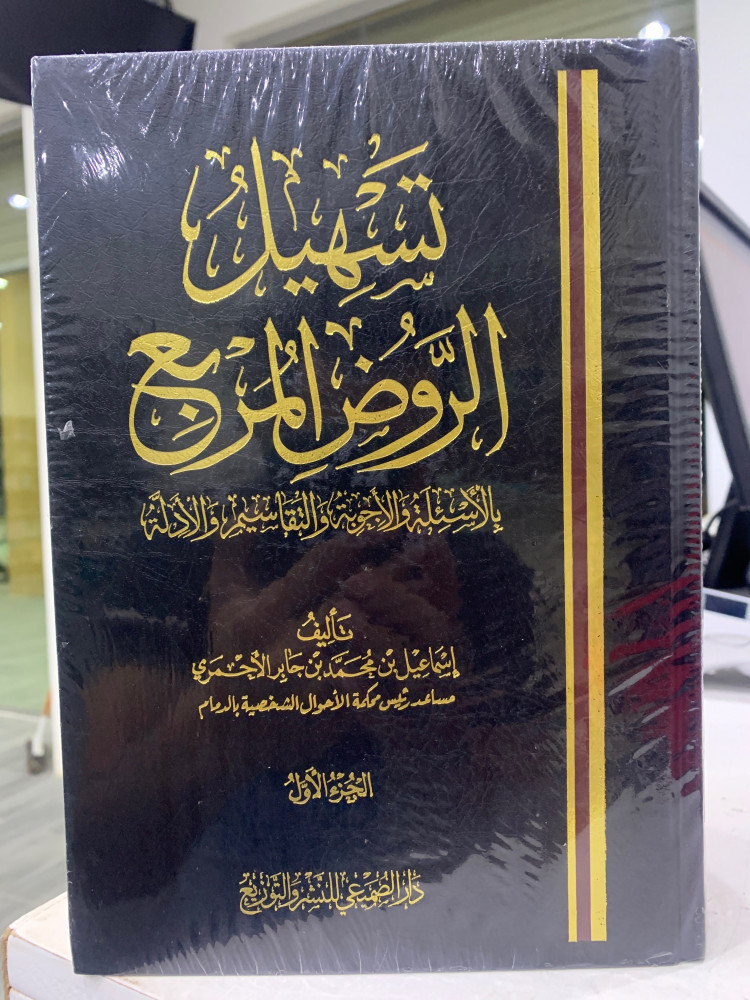 تسهيل
الروض المربع
بالأسئلة والأجوبة والتقاسيم والأدلة
تأليف
إسماعيل بن محمد بن جابر الأحمري
مساعد رئيس محكمة الأحوال الشخصية بالدمام
الجزء الأول
دار الصميعي للنشر والتوزيع